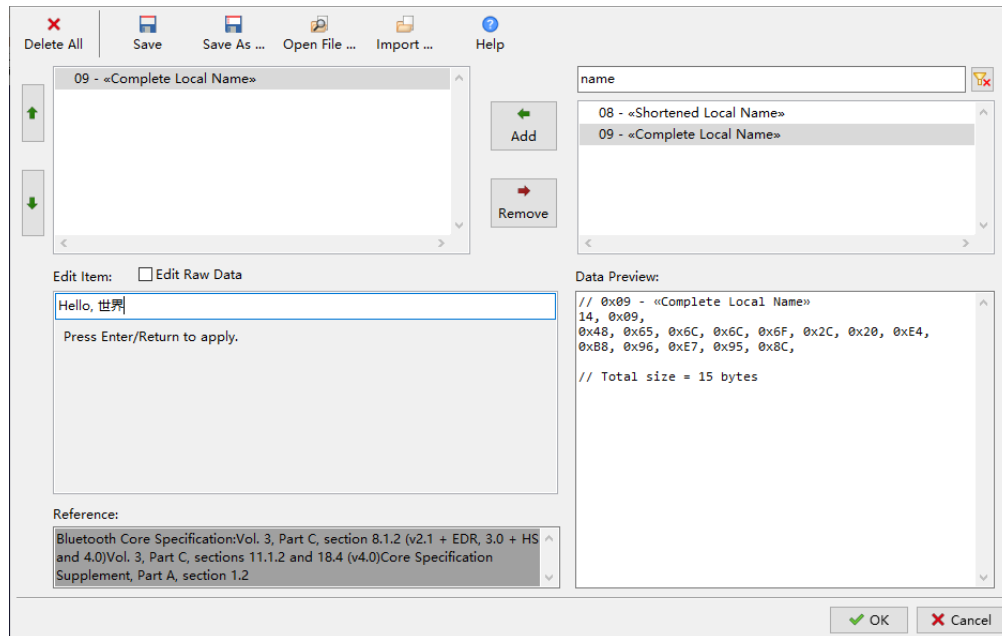 Delete All
Save
Save As ...
Open File ...
Import ...
Help
09 - «Complete Local Name»
Add
Remove
name
08 - «Shortened Local Name»
09 - «Complete Local Name»
Edit Item:
Edit Raw Data
Hello, 世界
Press Enter/Return to apply.
Data Preview:
// 0x09 - «Complete Local Name»
14, 0x09,
0x48, 0x65, 0x6C, 0x6C, 0x6F, 0x2C, 0x20, 0xE4,
0xB8, 0x96, 0xE7, 0x95, 0x8C,
// Total size = 15 bytes
Reference:
Bluetooth Core Specification:Vol. 3, Part C, section 8.1.2 (v2.1 + EDR, 3.0 + HS
and 4.0)Vol. 3, Part C, sections 11.1.2 and 18.4 (v4.0)Core Specification
Supplement, Part A, section 1.2
OK
Cancel